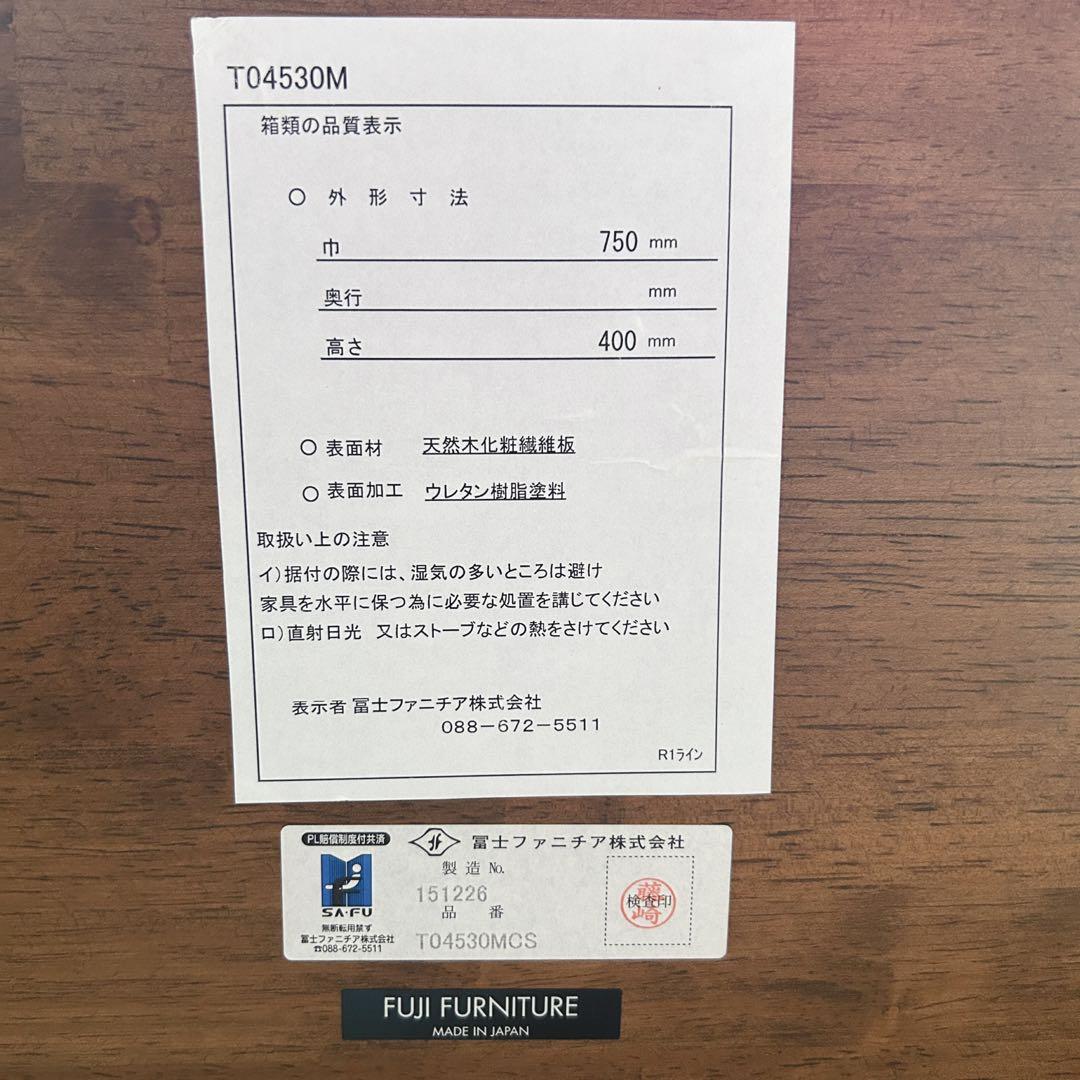 T04530M
箱類の品質表示
○ 外 形 寸 法
巾 750 mm
奥行 mm
高さ 400 mm
○ 表面材 天然木化粧繊維板
○ 表面加工 ウレタン樹脂塗料
取扱い上の注意
イ)据付の際には、湿気の多いところは避け
家具を水平に保つ為に必要な処置を講じてください
ロ)直射日光 又はストーブなどの熱をさけてください
表示者 冨士ファニチア株式会社
088-672-5511
R1ライン
PL賠償制度付共済
SA・FU
無断転用禁ず
冨士ファニチア株式会社
☎088-672-5511
冨士ファニチア株式会社
製造 No.
151226
品 番
T04530MCS
検査印
藤崎
FUJI FURNITURE
MADE IN JAPAN